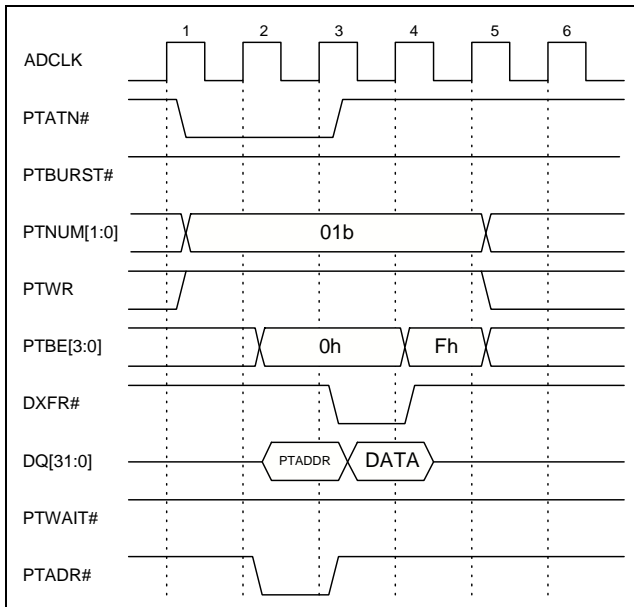 1 2 3 4 5 6
ADCLK
PTATN#
PTBURST#
PTNUM[1:0] 01b
PTWR
PTBE[3:0] 0h Fh
DXFR#
DQ[31:0] PTADDR DATA
PTWAIT#
PTADR#